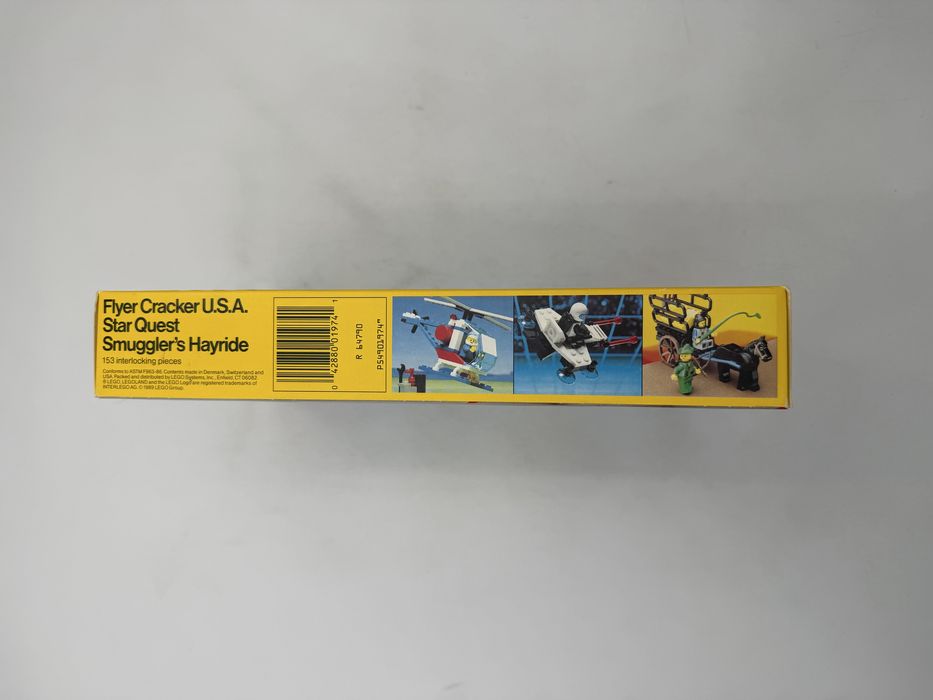 Flyer Cracker U.S.A.
Star Quest
Smuggler's Hayride
153 interlocking pieces
Conforms to ASTM F963-86. Contents made in Denmark, Switzerland and
USA. Packed and distributed by LEGO Systems, Inc., Enfield, CT 06082.
® LEGO, LEGOLAND and the LEGO Logo are registered trademarks of
INTERLEGO AG. © 1989 LEGO Group.
0 42880 01974 1
R 64790
PS4901974"